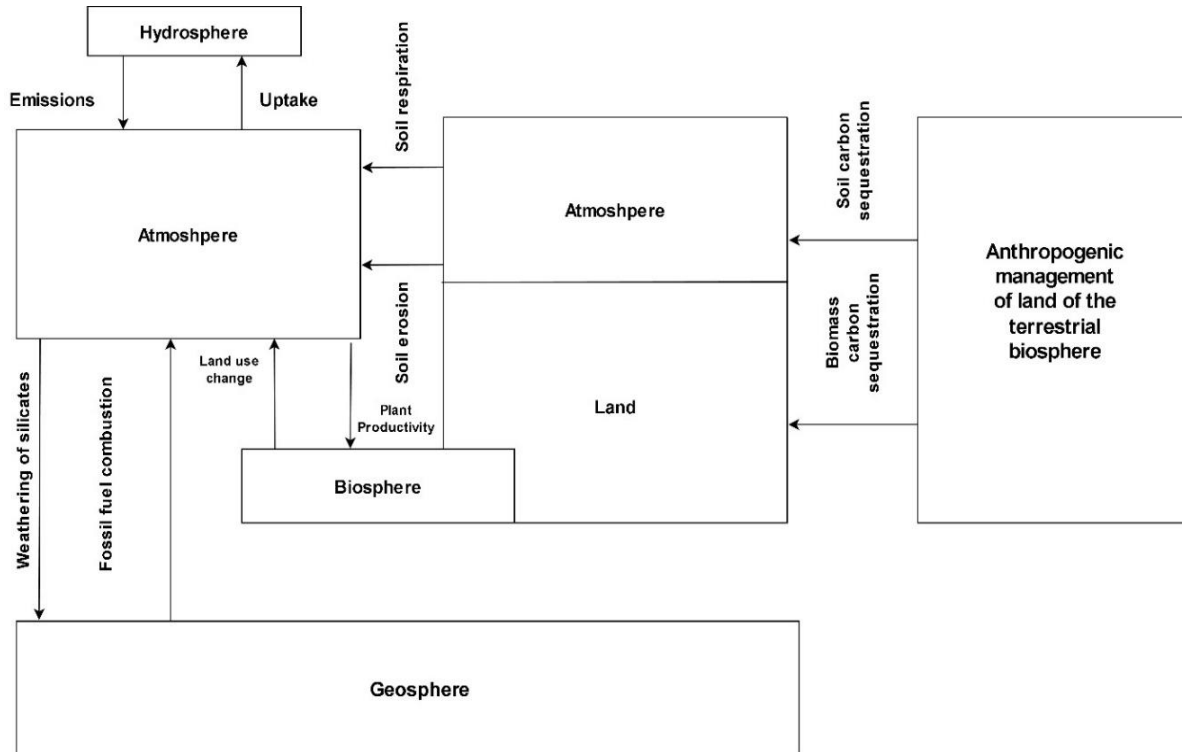 Hydrosphere
Emissions
Uptake
Soil respiration
Atmoshpere
Soil erosion
Atmoshpere
Soil carbon
sequestration
Biomass
carbon
sequestration
Anthropogenic
management
of land of the
terrestrial
biosphere
Land use
change
Plant
Productivity
Land
Biosphere
Weathering of silicates
Fossil fuel combustion
Geosphere